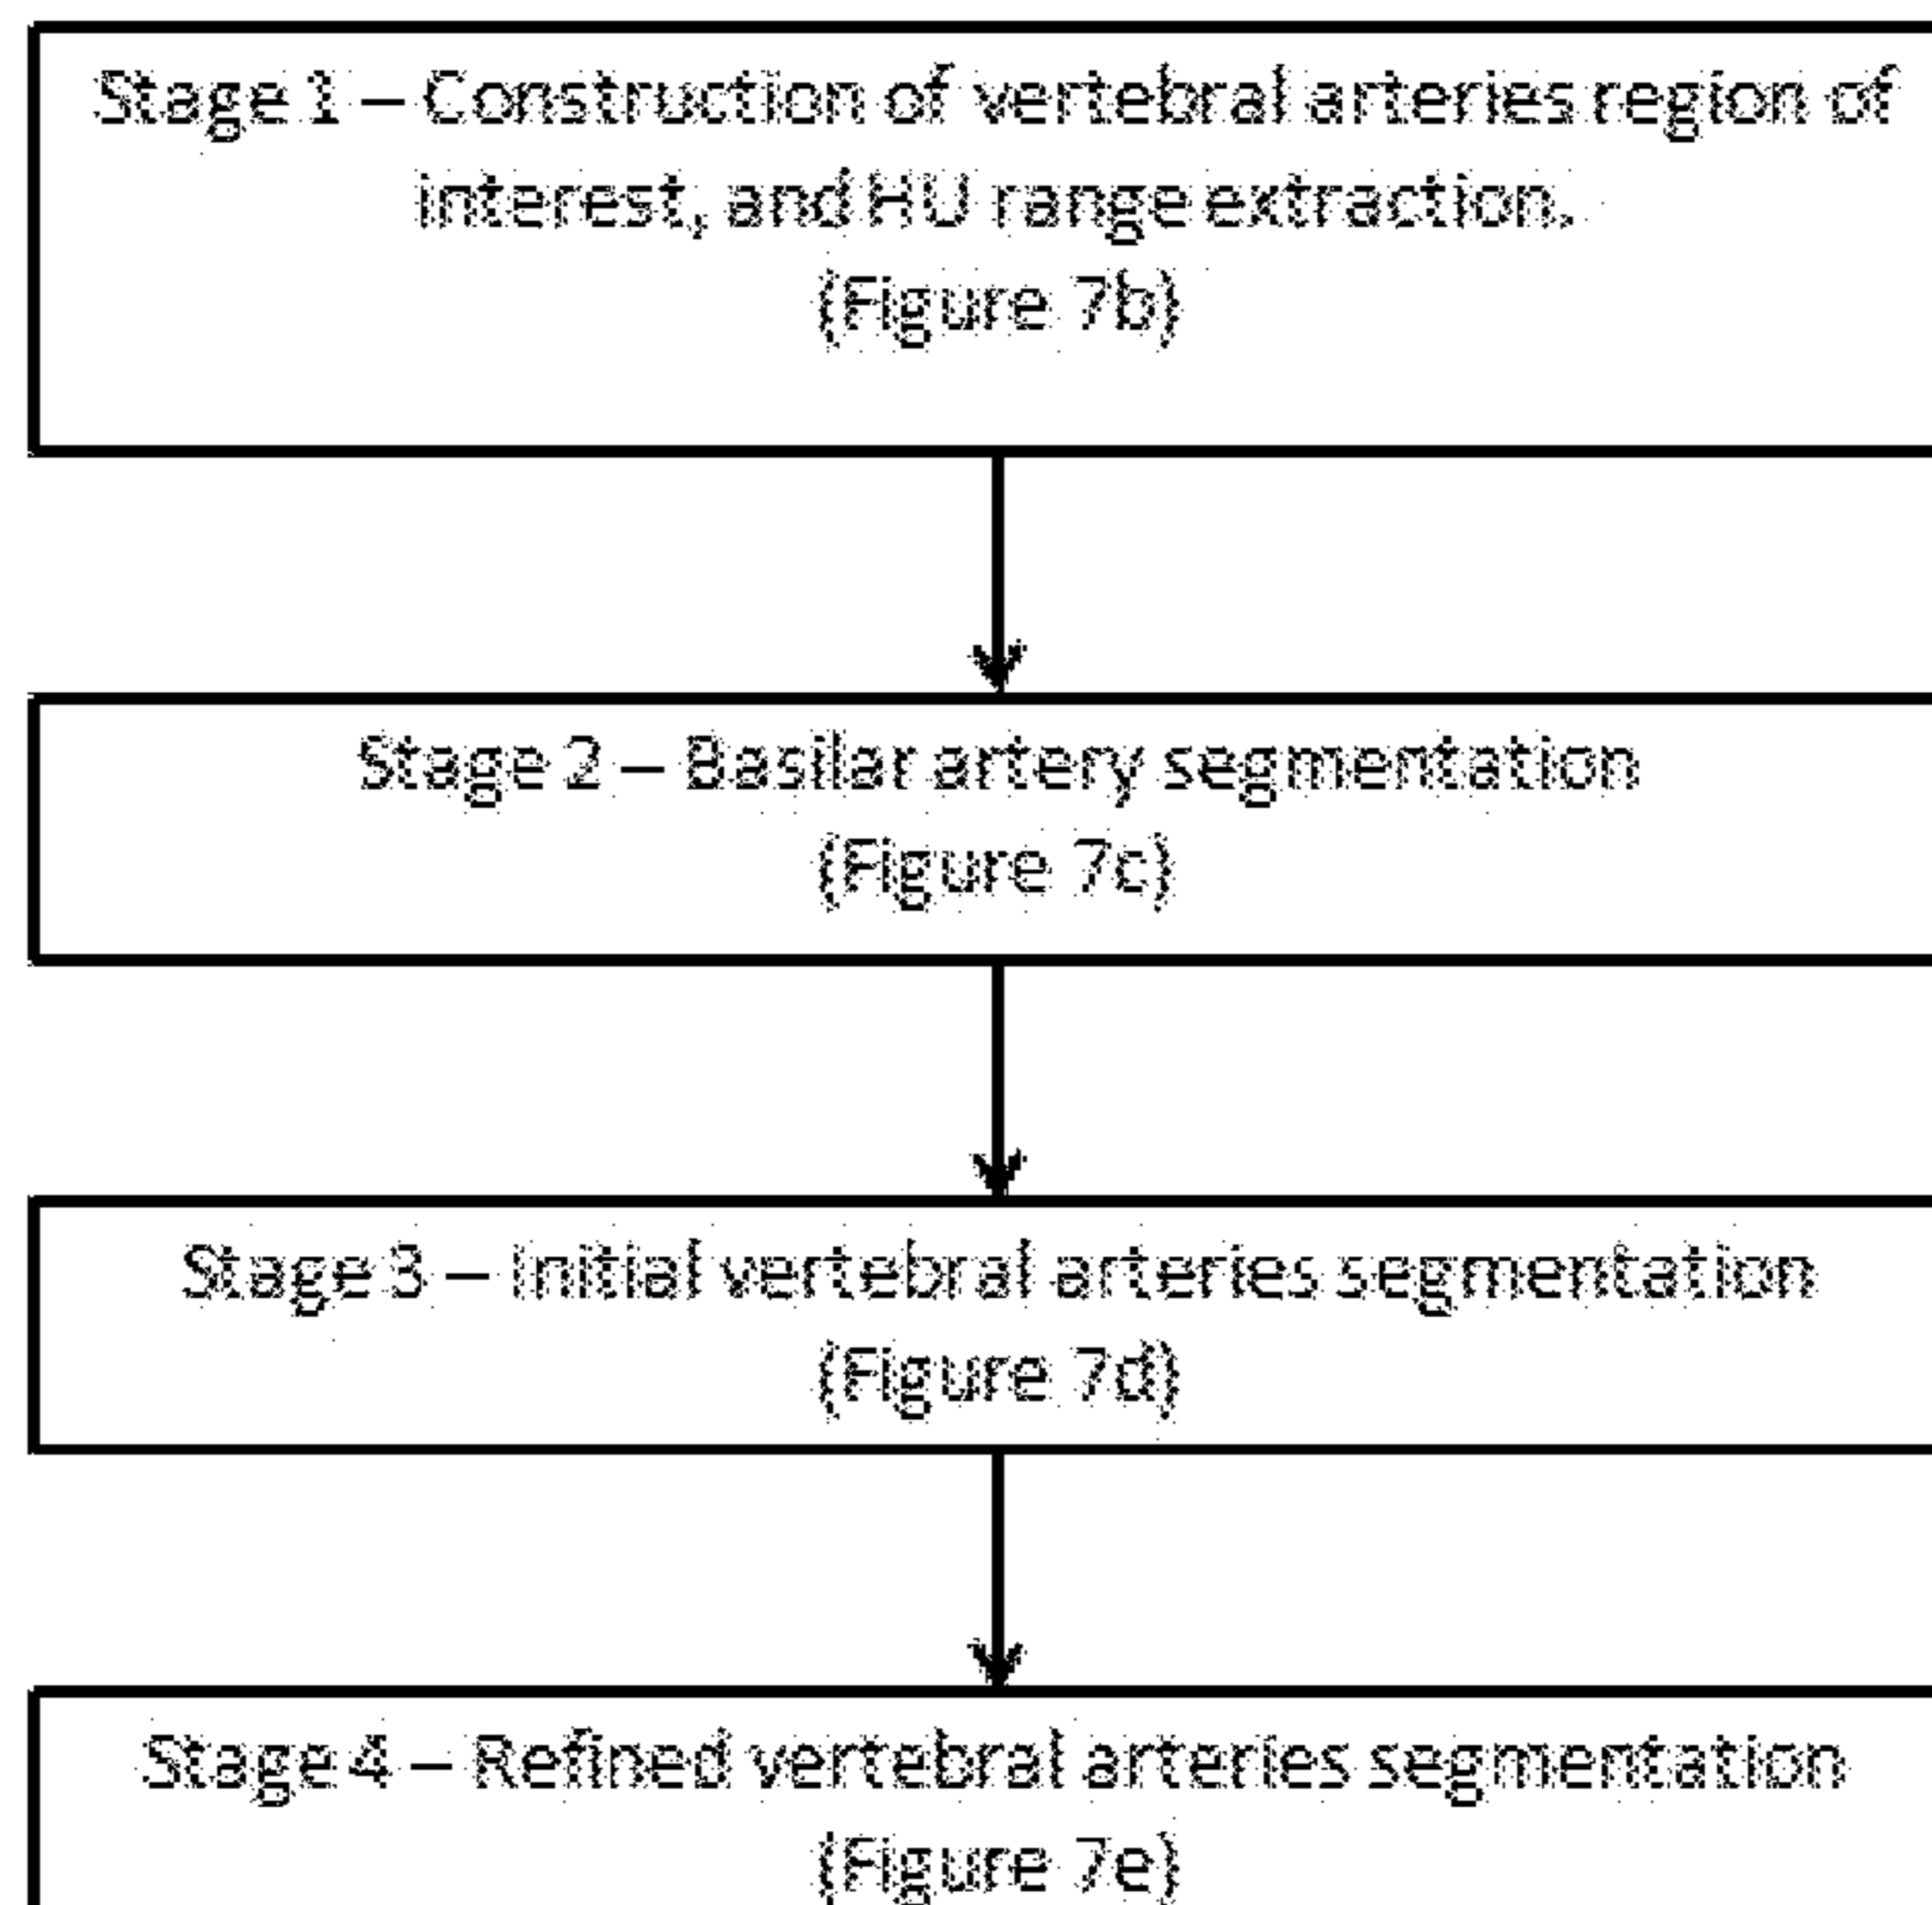 Stage 1 – Construction of vertebral arteries region of
interest, and HU range extraction.
(Figure 7b)
Stage 2 – Basilar artery segmentation
(Figure 7c)
Stage 3 – Initial vertebral arteries segmentation
(Figure 7d)
Stage 4 – Refined vertebral arteries segmentation
(Figure 7e)